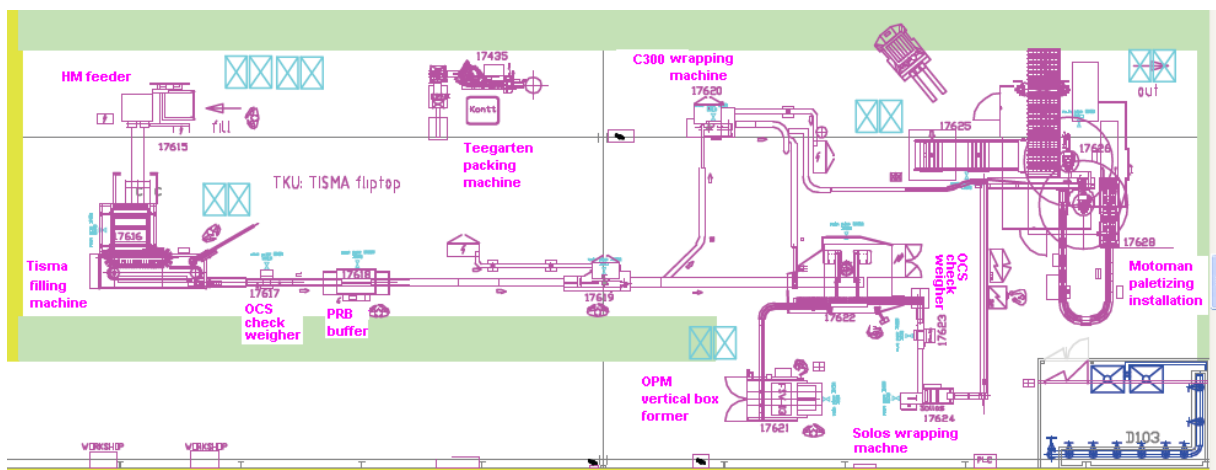 HM feeder
fill
17615
17435
Kontt
Teegarten
packing
machine
C300 wrapping
machine
17620
out
17625
17626
TKU: TISMA fliptop
17616
Tisma
filling
machine
17617
OCS
check
weigher
17618
PRB
buffer
17619
17622
OCS
check
weigher
17623
17628
Motoman
paletizing
installation
OPM
vertical box
former
17621
Solos
17624
Solos wrapping
machne
D103
WORKSHOP
WORKSHOP
PLC